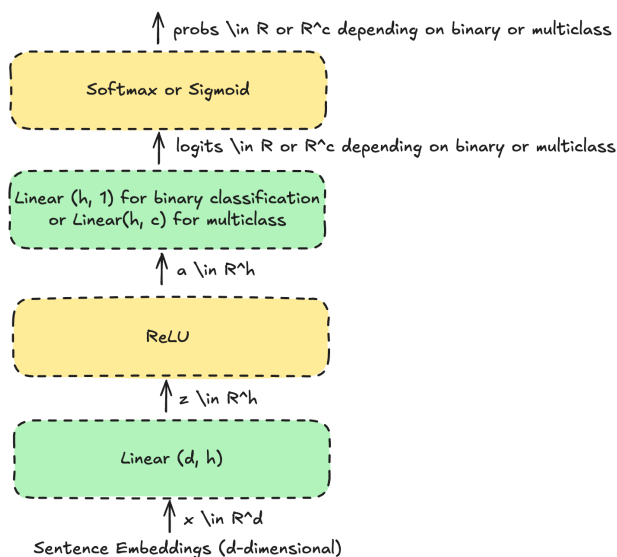 probs \in R or R^c depending on binary or multiclass
Softmax or Sigmoid
logits \in R or R^c depending on binary or multiclass
Linear (h, 1) for binary classification
or Linear(h, c) for multiclass
a \in R^h
ReLU
z \in R^h
Linear (d, h)
x \in R^d
Sentence Embeddings (d-dimensional)